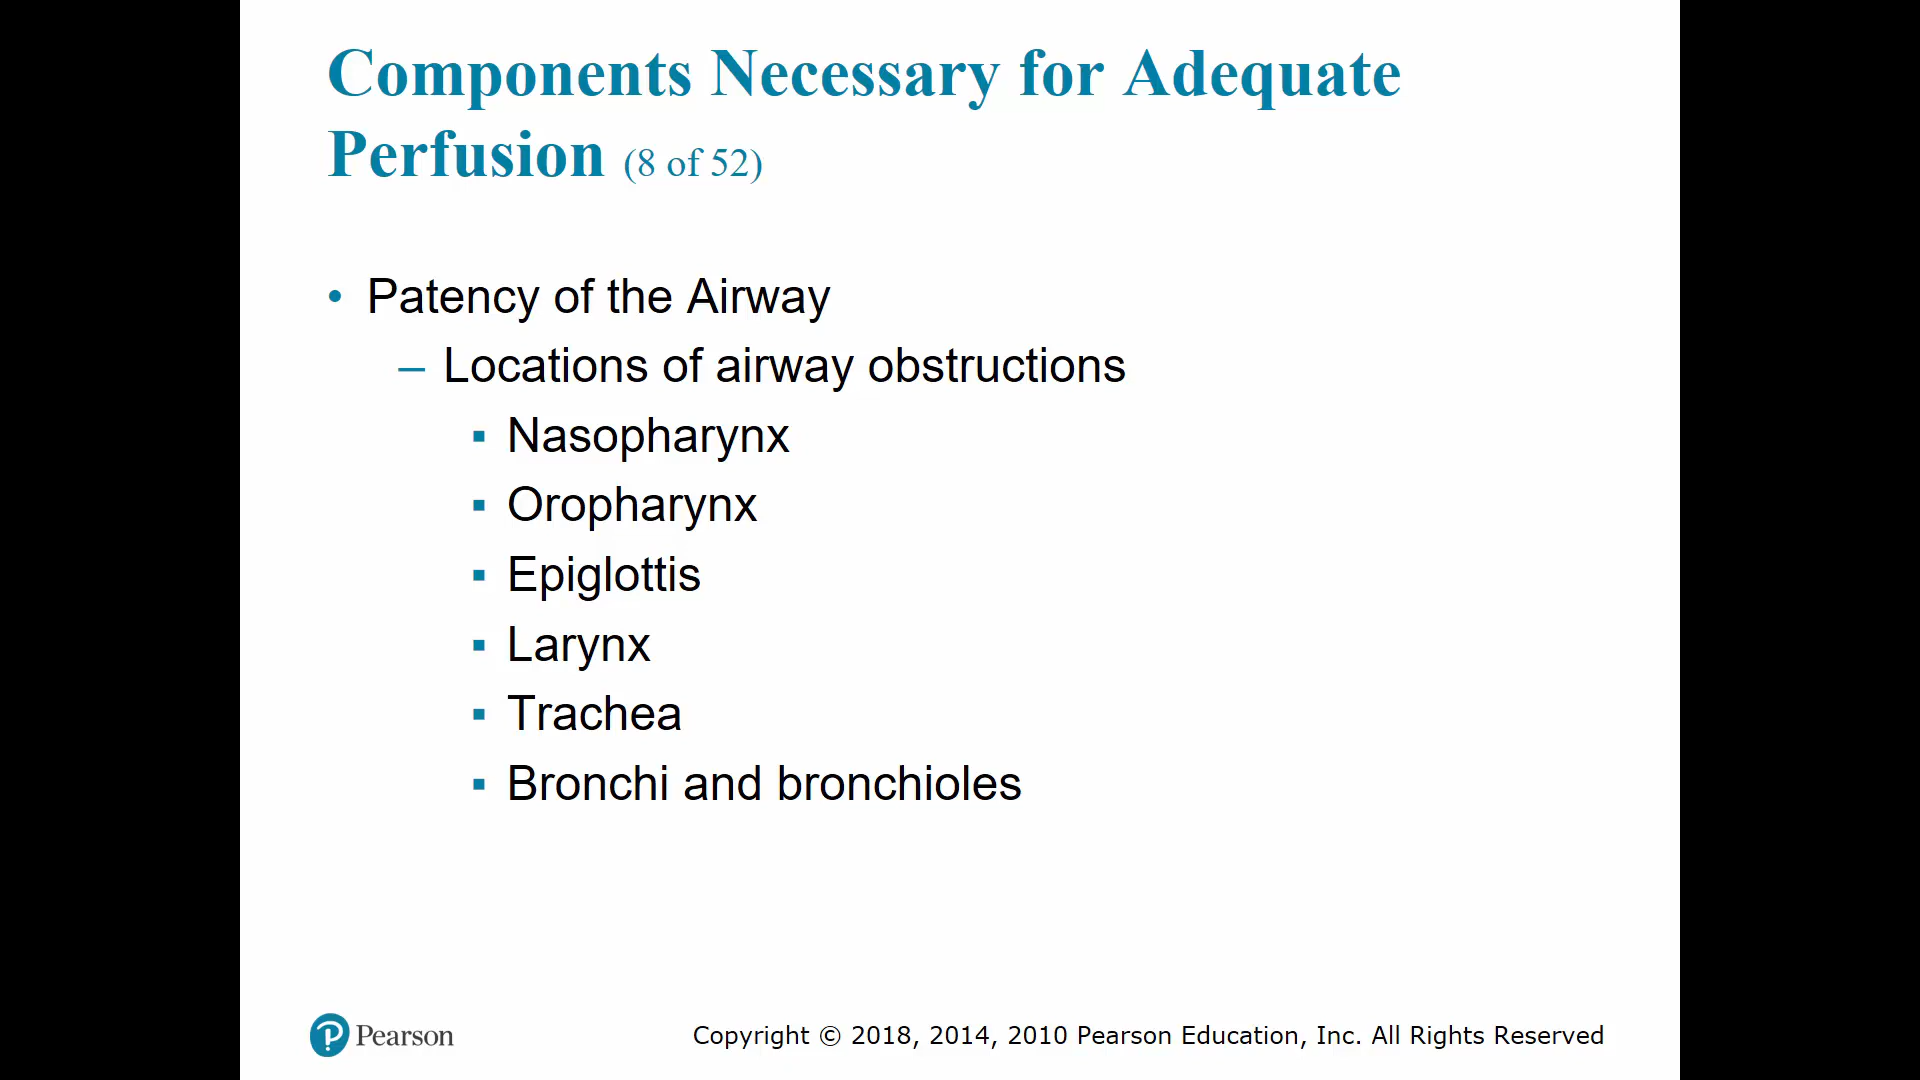 Components Necessary for Adequate
Perfusion (8 of 52)
• Patency of the Airway
– Locations of airway obstructions
▪ Nasopharynx
▪ Oropharynx
▪ Epiglottis
▪ Larynx
▪ Trachea
▪ Bronchi and bronchioles
Pearson
Copyright © 2018, 2014, 2010 Pearson Education, Inc. All Rights Reserved